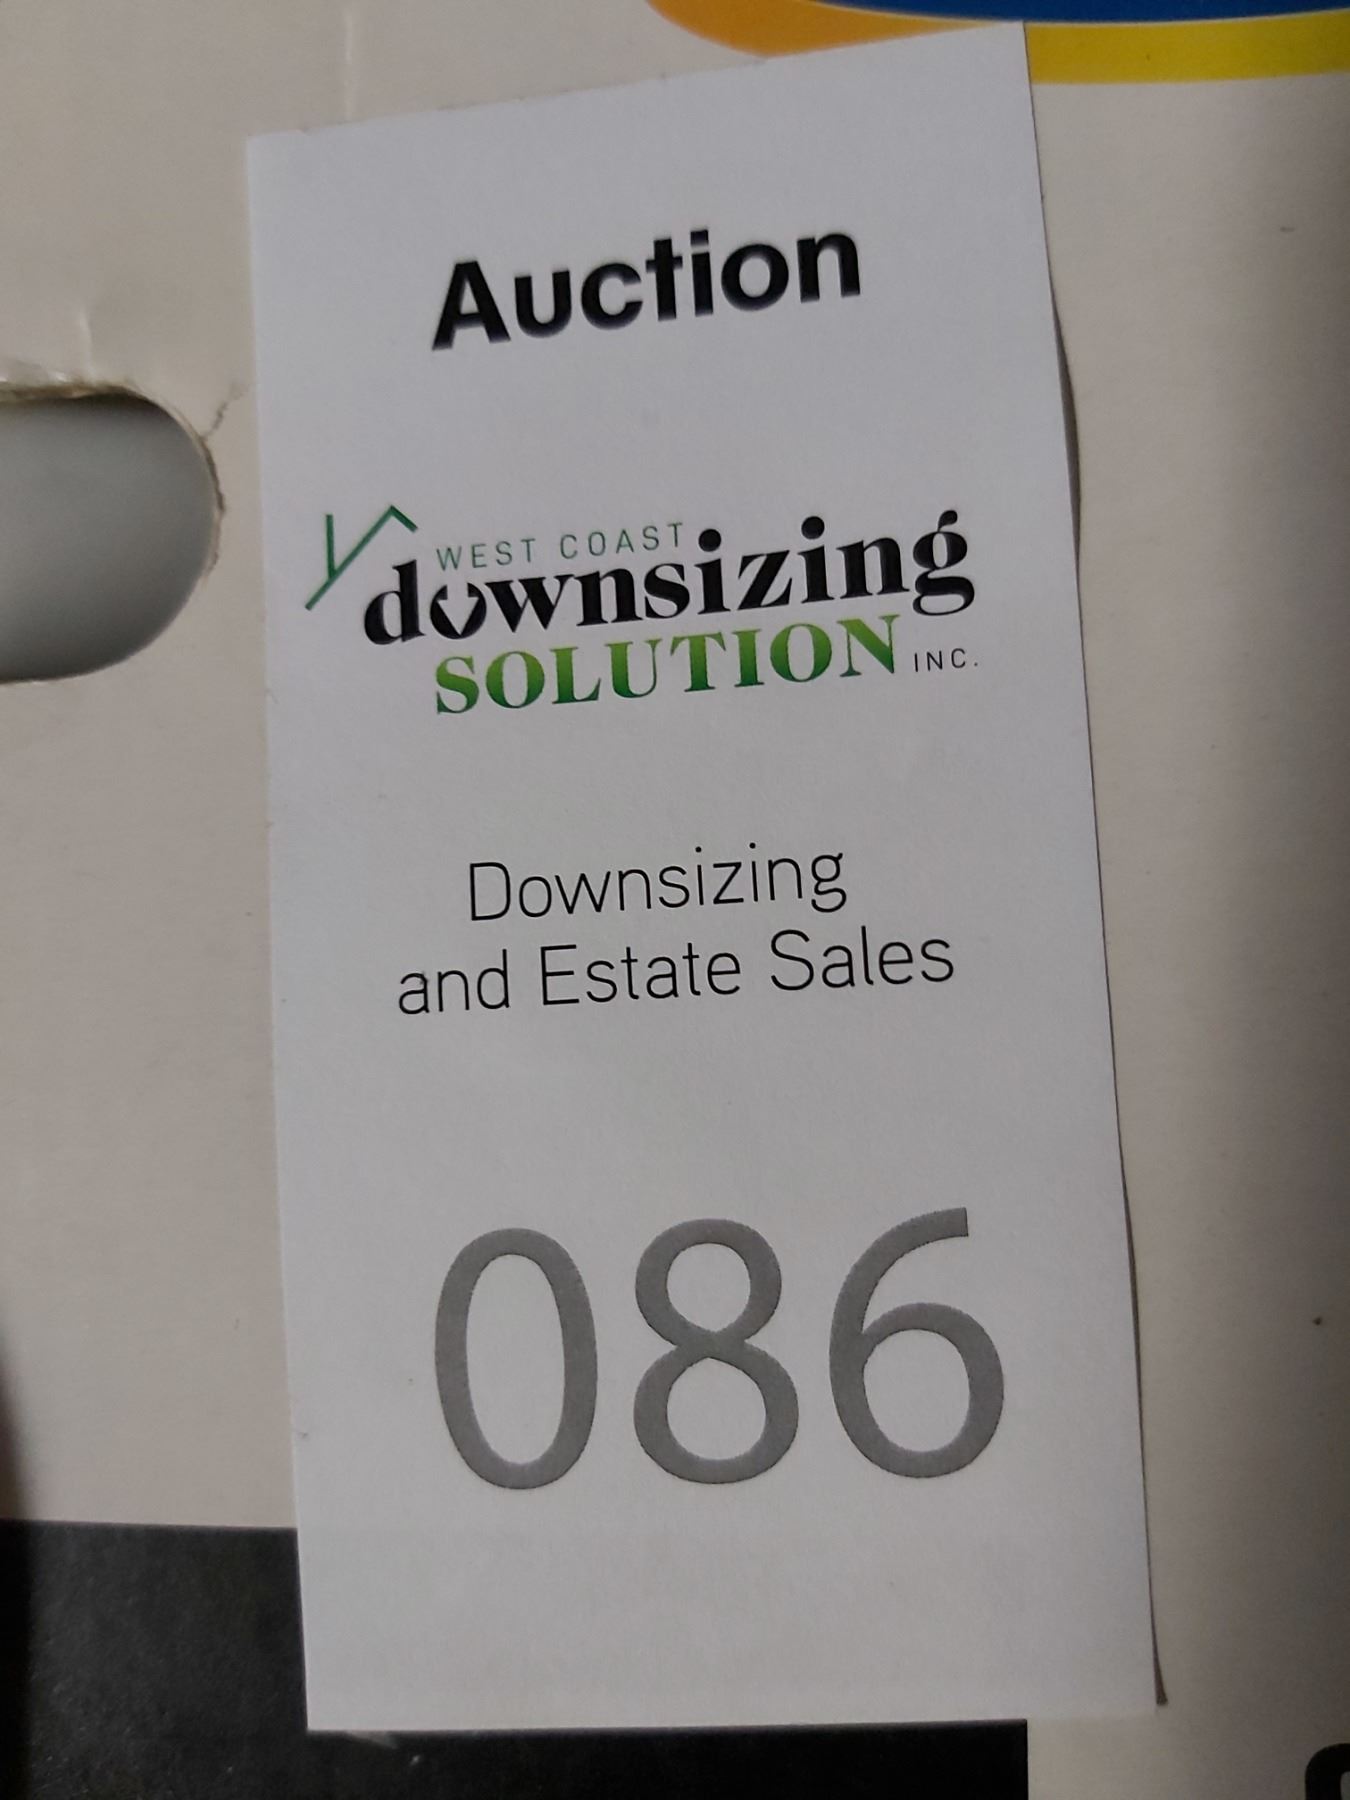 Auction
WEST COAST
downsizing
SOLUTION INC.
Downsizing
and Estate Sales
086